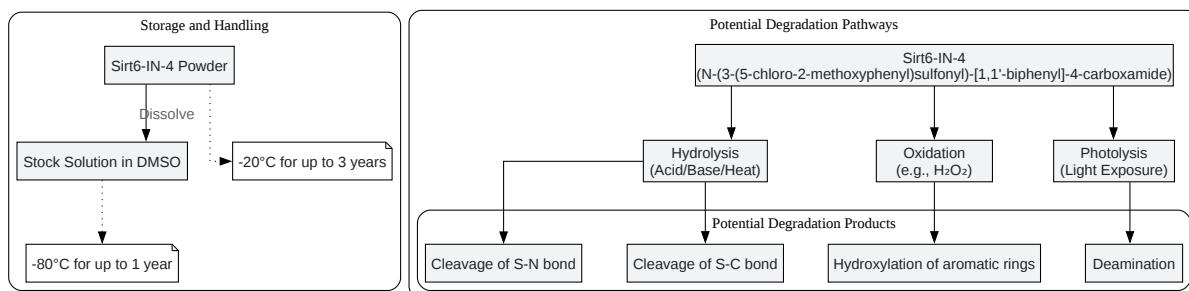 Storage and Handling
Sirt6-IN-4 Powder
Dissolve
Stock Solution in DMSO
-20°C for up to 3 years
-80°C for up to 1 year
Potential Degradation Pathways
Sirt6-IN-4
(N-(3-(5-chloro-2-methoxyphenyl)sulfonyl)-[1,1'-biphenyl]-4-carboxamide)
Hydrolysis
(Acid/Base/Heat)
Oxidation
(e.g., H₂O₂)
Photolysis
(Light Exposure)
Potential Degradation Products
Cleavage of S-N bond
Cleavage of S-C bond
Hydroxylation of aromatic rings
Deamination